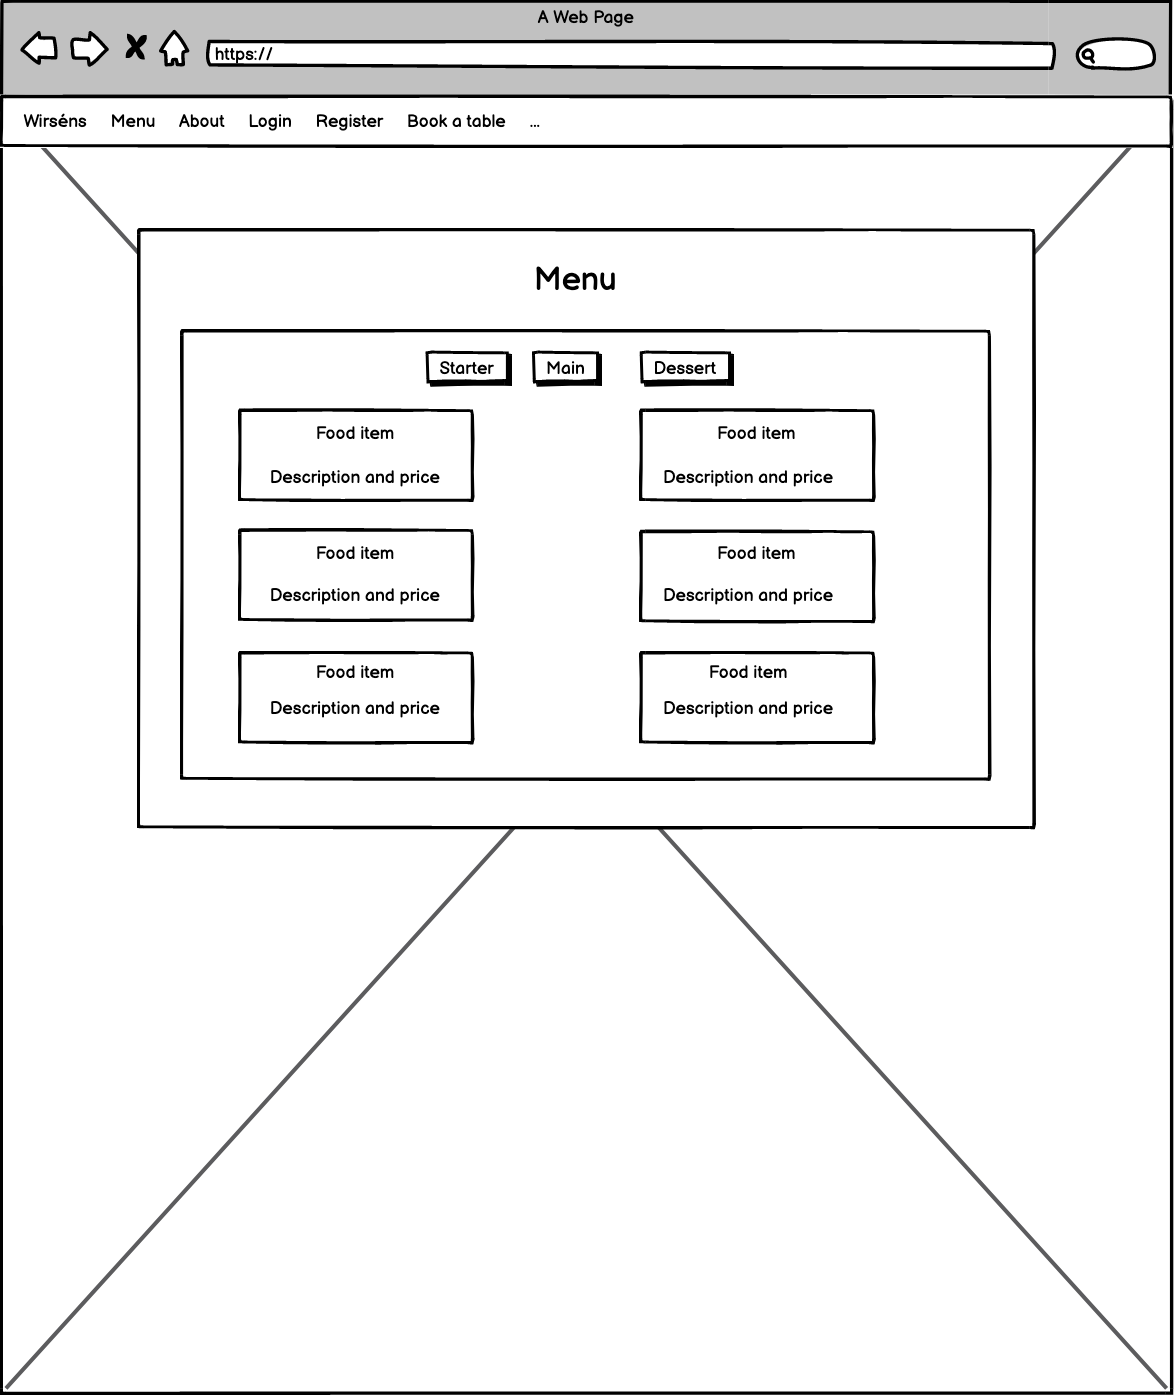 A Web Page
https://
Wirséns Menu About Login Register Book a table ...
Menu
Starter Main Dessert
Food item Food item
Description and price Description and price
Food item Food item
Description and price Description and price
Food item Food item
Description and price Description and price